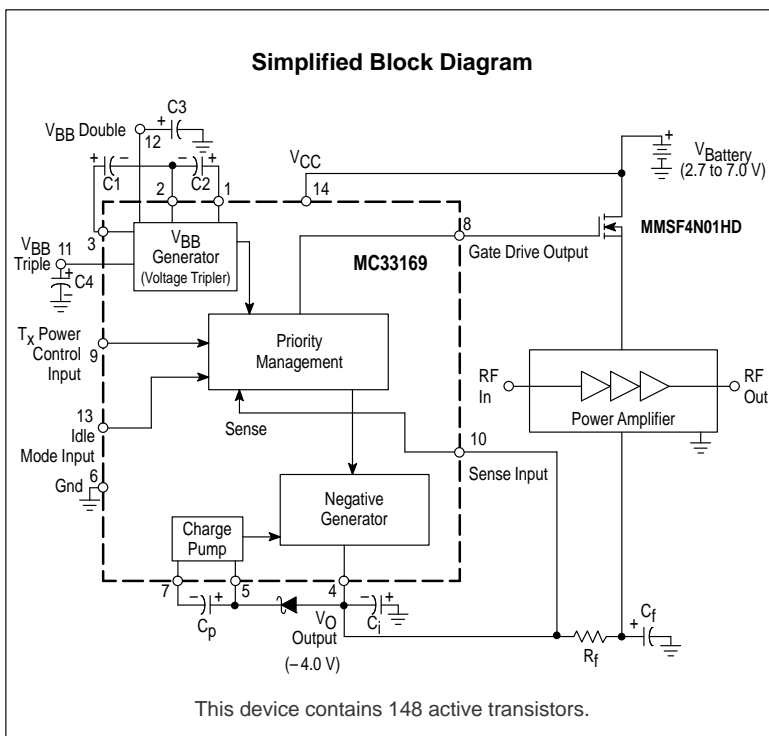 Simplified Block Diagram
C3
+
VBB Double
12
+
–
C1
–
+
C2
2
1
VCC
14
+
VBattery
(2.7 to 7.0 V)
3
VBB
Generator
(Voltage Tripler)
VBB
Triple
11
+
–
C4
8
Gate Drive Output
MMSF4N01HD
MC33169
Tx Power
Control
Input
9
Priority
Management
RF
In
RF
Out
Power Amplifier
13
Idle
Mode Input
Sense
10
Sense Input
6
Gnd
Negative
Generator
Charge
Pump
7
5
4
–
+
Cp
VO
Output
(– 4.0 V)
–
+
Ci
Rf
+
Cf
This device contains 148 active transistors.